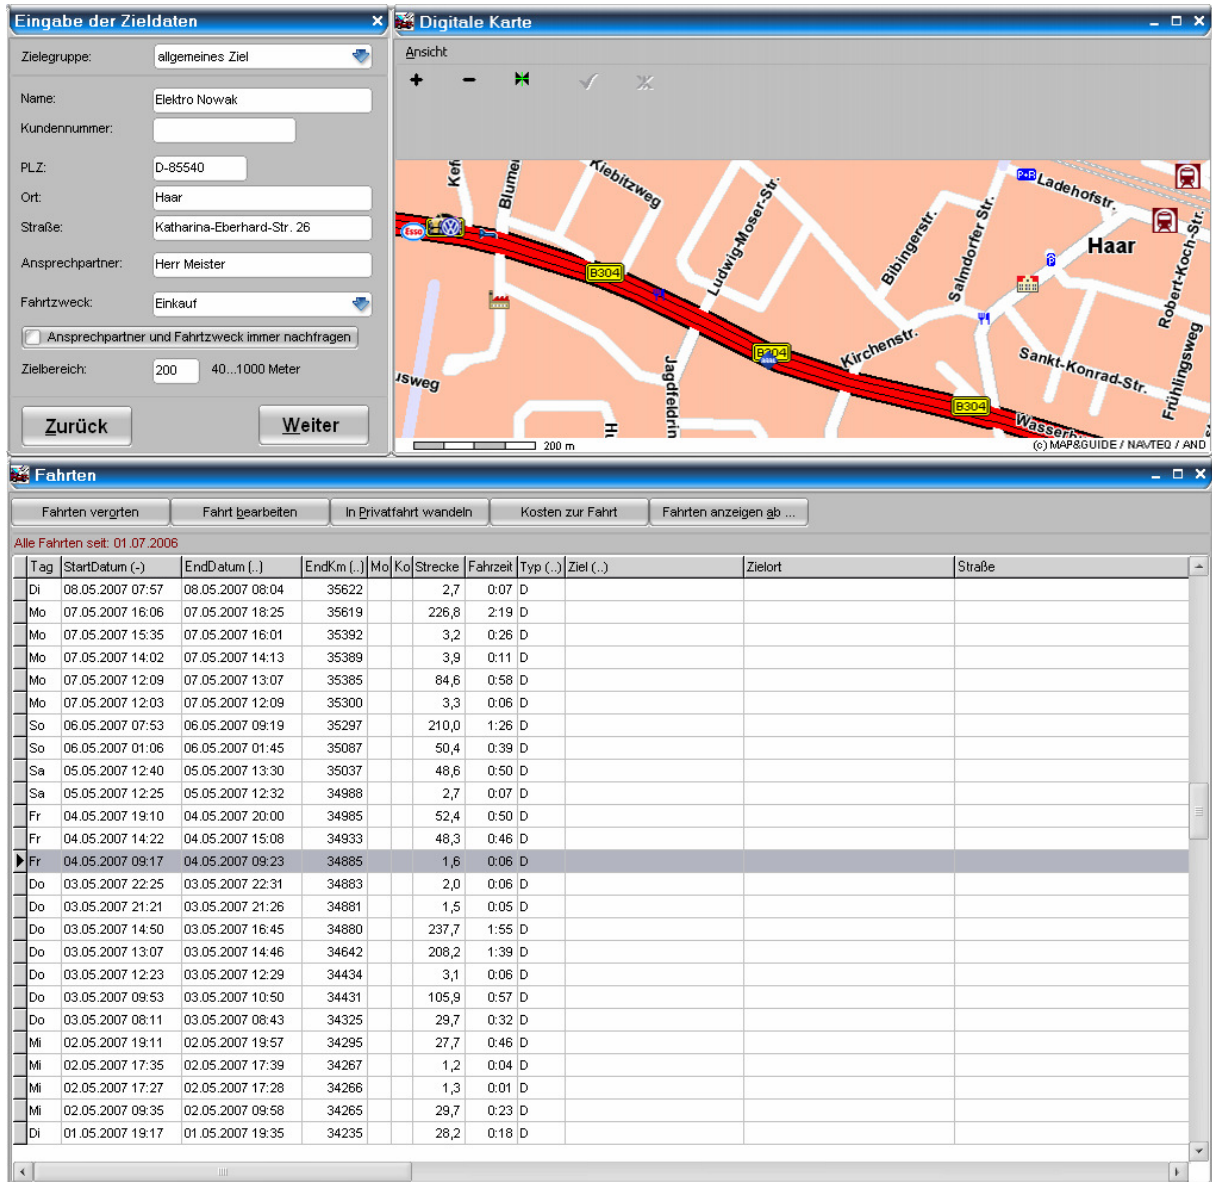 Eingabe der Zieldaten
Zielegruppe: allgemeines Ziel
Name: Elektro Nowak
Kundennummer:
PLZ: D-85540
Ort: Haar
Straße: Katharina-Eberhard-Str. 26
Ansprechpartner: Herr Meister
Fahrtzweck: Einkauf
Ansprechpartner und Fahrtzweck immer nachfragen
Zielbereich: 200 40...1000 Meter
Zurück Weiter
Digitale Karte
Ansicht
Kef
Blumen
Kiebitzweg
Ludwig-Moser-Str.
Bibingerstr.
Salmdorfer Str.
P+R
Ladehofstr.
Haar
Robert-Koch-Str.
Esso
B304
P
B304
Kirchenstr.
Sankt-Konrad-Str.
Frühlingsweg
usweg
Jagdfeldrin
B304
Wasserb
200 m
(c) MAP&GUIDE / NAVTEQ / AND
Fahrten
Fahrten verorten Fahrt bearbeiten In Privatfahrt wandeln Kosten zur Fahrt Fahrten anzeigen ab ...
Alle Fahrten seit: 01.07.2006
Tag StartDatum (-) EndDatum (..) EndKm (..) Mo Ko Strecke Fahrzeit Typ (..) Ziel (..) Zielort Straße
Di 08.05.2007 07:57 08.05.2007 08:04 35622 2,7 0:07 D
Mo 07.05.2007 16:06 07.05.2007 18:25 35619 226,8 2:19 D
Mo 07.05.2007 15:35 07.05.2007 16:01 35392 3,2 0:26 D
Mo 07.05.2007 14:02 07.05.2007 14:13 35389 3,9 0:11 D
Mo 07.05.2007 12:09 07.05.2007 13:07 35385 84,6 0:58 D
Mo 07.05.2007 12:03 07.05.2007 12:09 35300 3,3 0:06 D
So 06.05.2007 07:53 06.05.2007 09:19 35297 210,0 1:26 D
So 06.05.2007 01:06 06.05.2007 01:45 35087 50,4 0:39 D
Sa 05.05.2007 12:40 05.05.2007 13:30 35037 48,6 0:50 D
Sa 05.05.2007 12:25 05.05.2007 12:32 34988 2,7 0:07 D
Fr 04.05.2007 19:10 04.05.2007 20:00 34985 52,4 0:50 D
Fr 04.05.2007 14:22 04.05.2007 15:08 34933 48,3 0:46 D
Fr 04.05.2007 09:17 04.05.2007 09:23 34885 1,6 0:06 D
Do 03.05.2007 22:25 03.05.2007 22:31 34883 2,0 0:06 D
Do 03.05.2007 21:21 03.05.2007 21:26 34881 1,5 0:05 D
Do 03.05.2007 14:50 03.05.2007 16:45 34880 237,7 1:55 D
Do 03.05.2007 13:07 03.05.2007 14:46 34642 208,2 1:39 D
Do 03.05.2007 12:23 03.05.2007 12:29 34434 3,1 0:06 D
Do 03.05.2007 09:53 03.05.2007 10:50 34431 105,9 0:57 D
Do 03.05.2007 08:11 03.05.2007 08:43 34325 29,7 0:32 D
Mi 02.05.2007 19:11 02.05.2007 19:57 34295 27,7 0:46 D
Mi 02.05.2007 17:35 02.05.2007 17:39 34267 1,2 0:04 D
Mi 02.05.2007 17:27 02.05.2007 17:28 34266 1,3 0:01 D
Mi 02.05.2007 09:35 02.05.2007 09:58 34265 29,7 0:23 D
Di 01.05.2007 19:17 01.05.2007 19:35 34235 28,2 0:18 D